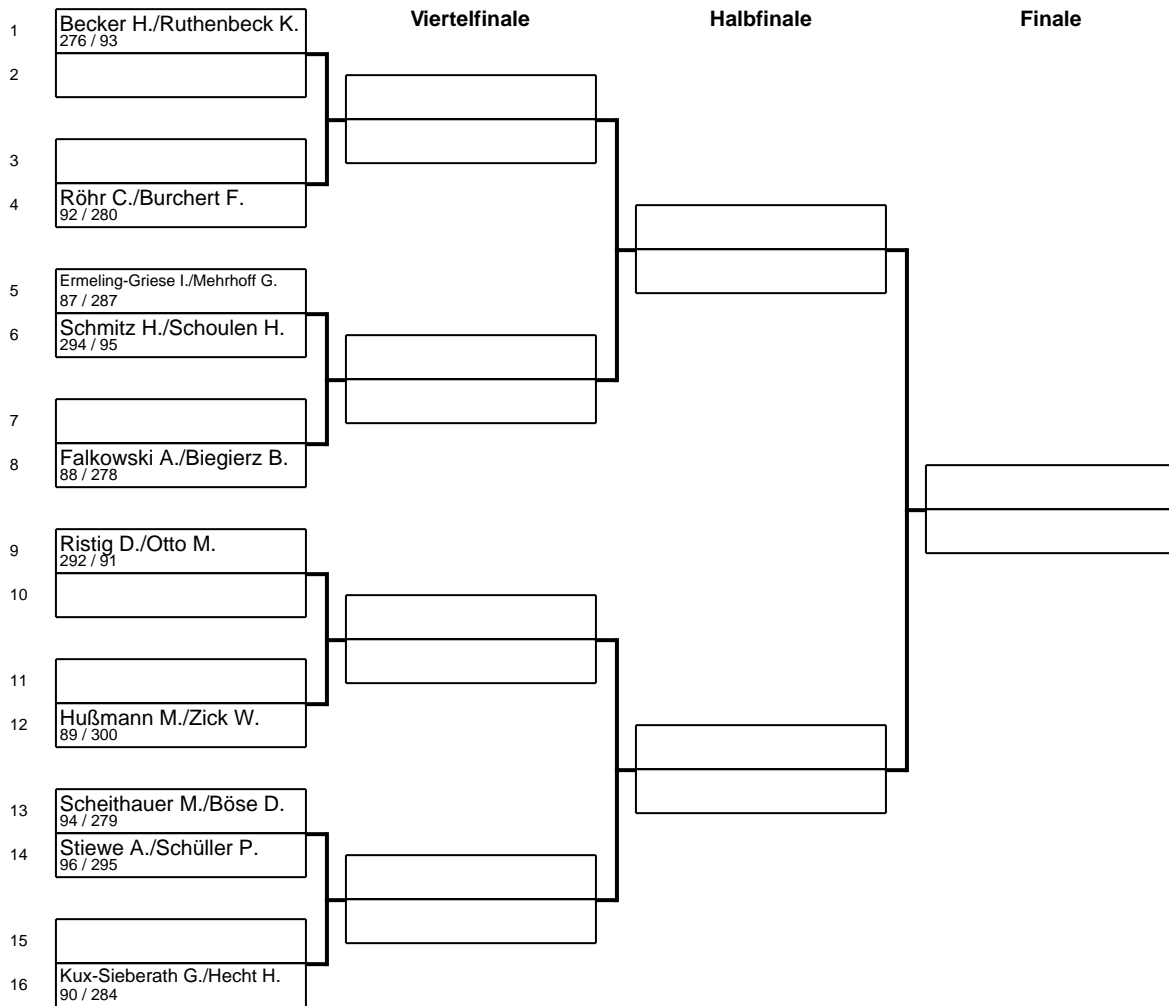 Viertelfinale Halbfinale Finale
1 Becker H./Ruthenbeck K.
276 / 93
2
3
4 Röhr C./Burchert F.
92 / 280
5 Ermeling-Griese I./Mehrhoff G.
87 / 287
6 Schmitz H./Schoulen H.
294 / 95
7
8 Falkowski A./Biegierz B.
88 / 278
9 Ristig D./Otto M.
292 / 91
10
11
12 Hußmann M./Zick W.
89 / 300
13 Scheithauer M./Böse D.
94 / 279
14 Stiewe A./Schüller P.
96 / 295
15
16 Kux-Sieberath G./Hecht H.
90 / 284